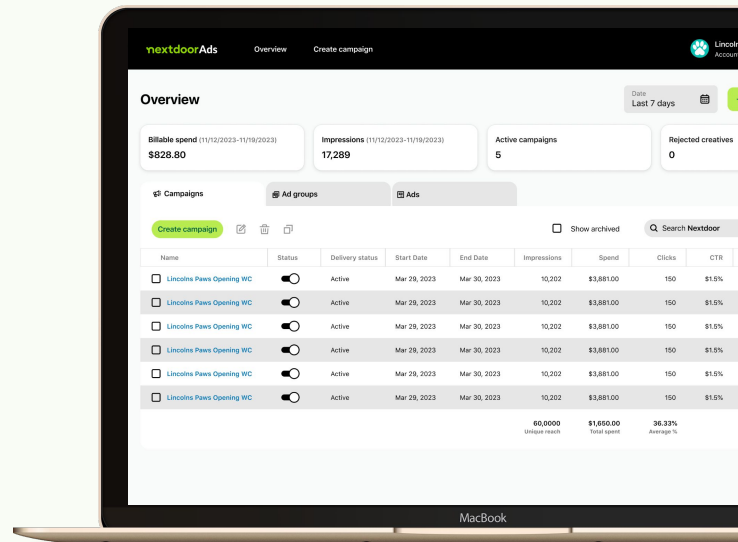 nextdoorAds Overview Create campaign Lincoln
Account
Overview
Date
Last 7 days
Billable spend (11/12/2023-11/19/2023)
$828.80
Impressions (11/12/2023-11/19/2023)
17,289
Active campaigns
5
Rejected creatives
0
Campaigns Ad groups Ads
Create campaign Show archived Search Nextdoor
Name Status Delivery status Start Date End Date Impressions Spend Clicks CTR
Lincolns Paws Opening WC Active Mar 29, 2023 Mar 30, 2023 10,202 $3,881.00 150 $1.5%
Lincolns Paws Opening WC Active Mar 29, 2023 Mar 30, 2023 10,202 $3,881.00 150 $1.5%
Lincolns Paws Opening WC Active Mar 29, 2023 Mar 30, 2023 10,202 $3,881.00 150 $1.5%
Lincolns Paws Opening WC Active Mar 29, 2023 Mar 30, 2023 10,202 $3,881.00 150 $1.5%
Lincolns Paws Opening WC Active Mar 29, 2023 Mar 30, 2023 10,202 $3,881.00 150 $1.5%
Lincolns Paws Opening WC Active Mar 29, 2023 Mar 30, 2023 10,202 $3,881.00 150 $1.5%
60,0000 $1,650.00 36.33%
Unique reach Total spent Average %
MacBook